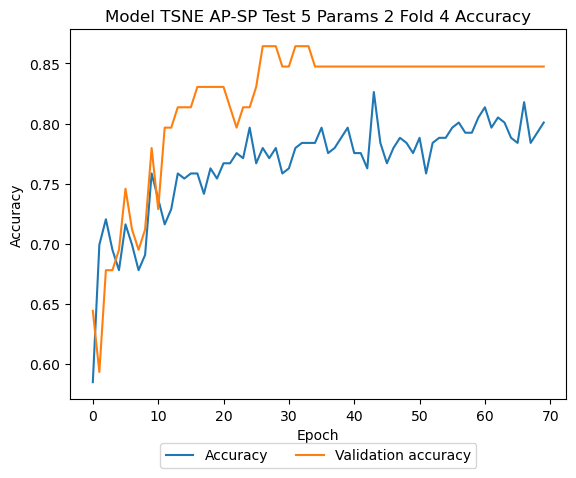 Model TSNE AP-SP Test 5 Params 2 Fold 4 Accuracy
0.85
0.80
0.75
0.70
0.65
0.60
Accuracy
0 10 20 30 40 50 60 70
Epoch
Accuracy Validation accuracy